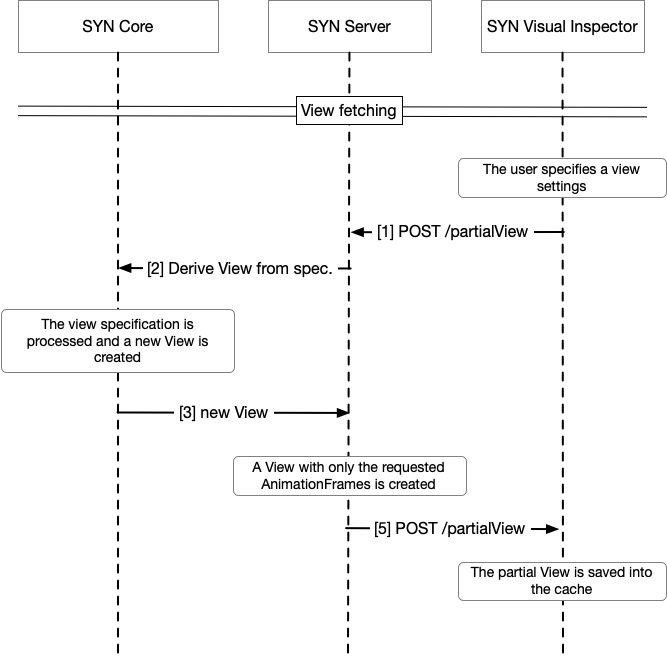 SYN Core
SYN Server
SYN Visual Inspector
View fetching
The user specifies a view
settings
[1] POST /partialView
[2] Derive View from spec.
The view specification is
processed and a new View is
created
[3] new View
A View with only the requested
AnimationFrames is created
[5] POST /partialView
The partial View is saved into
the cache